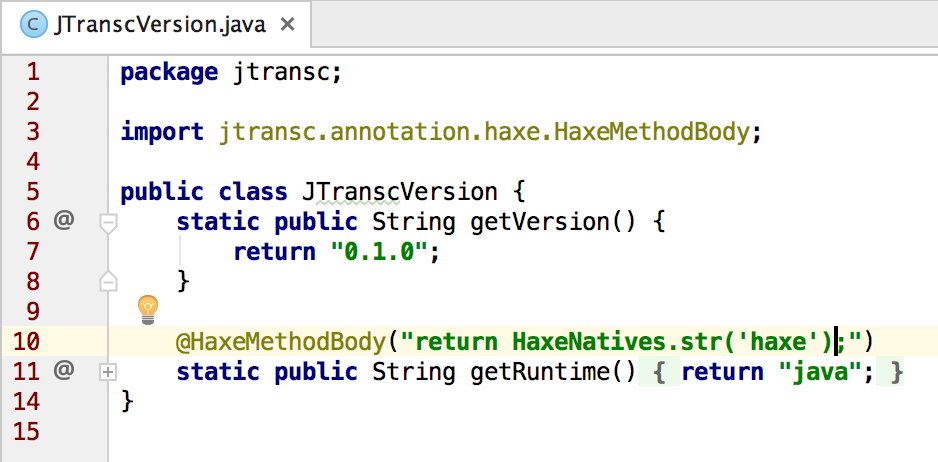 C JTranscVersion.java ×
1 package jtransc;
2
3 import jtransc.annotation.haxe.HaxeMethodBody;
4
5 public class JTranscVersion {
6 @ static public String getVersion() {
7 return "0.1.0";
8 }
9
10 @HaxeMethodBody("return HaxeNatives.str('haxe');")
11 @ static public String getRuntime() { return "java"; }
14 }
15